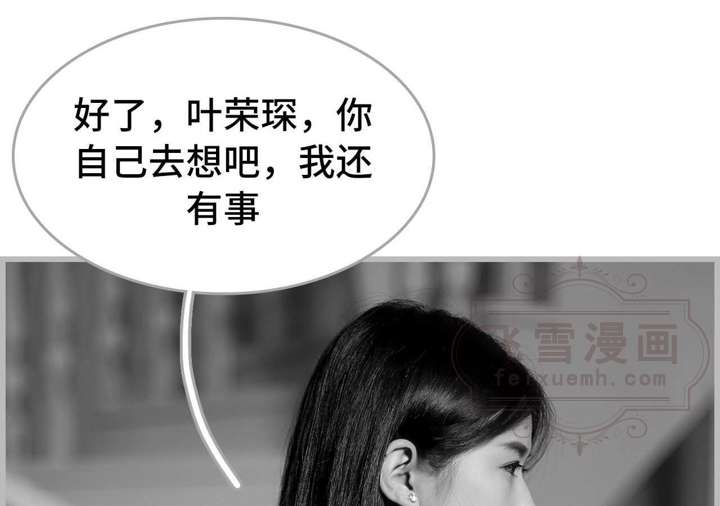 好了，叶荣琛，你
自己去想吧，我还
有事
飞雪漫画
feixuemh.com